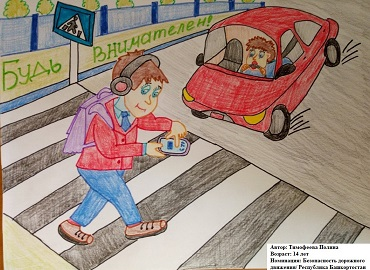 Будь внимателен!
Автор: Тимофеева Полина
Возраст: 14 лет
Номинация: Безопасность дорожного
движения/ Республика Башкортостан